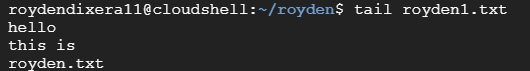 roydendixera11@cloudshell:~/royden$ tail royden1.txt
hello
this is
royden.txt